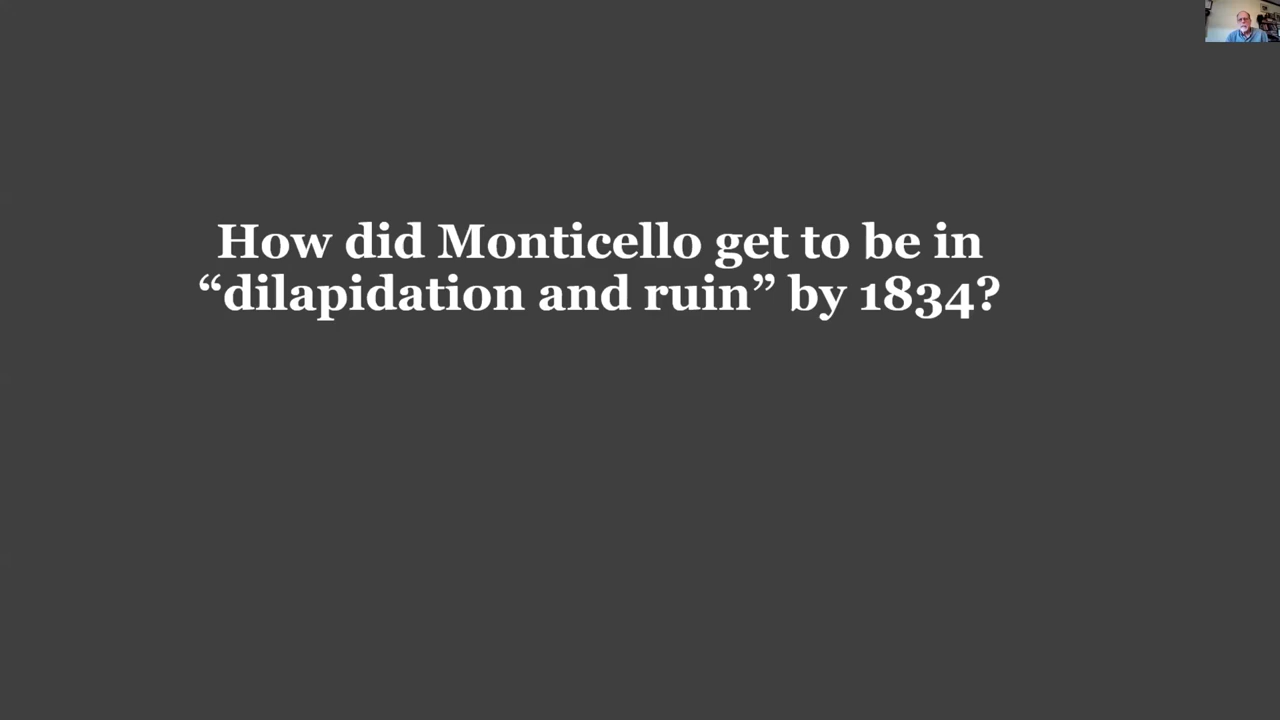 How did Monticello get to be in
“dilapidation and ruin” by 1834?